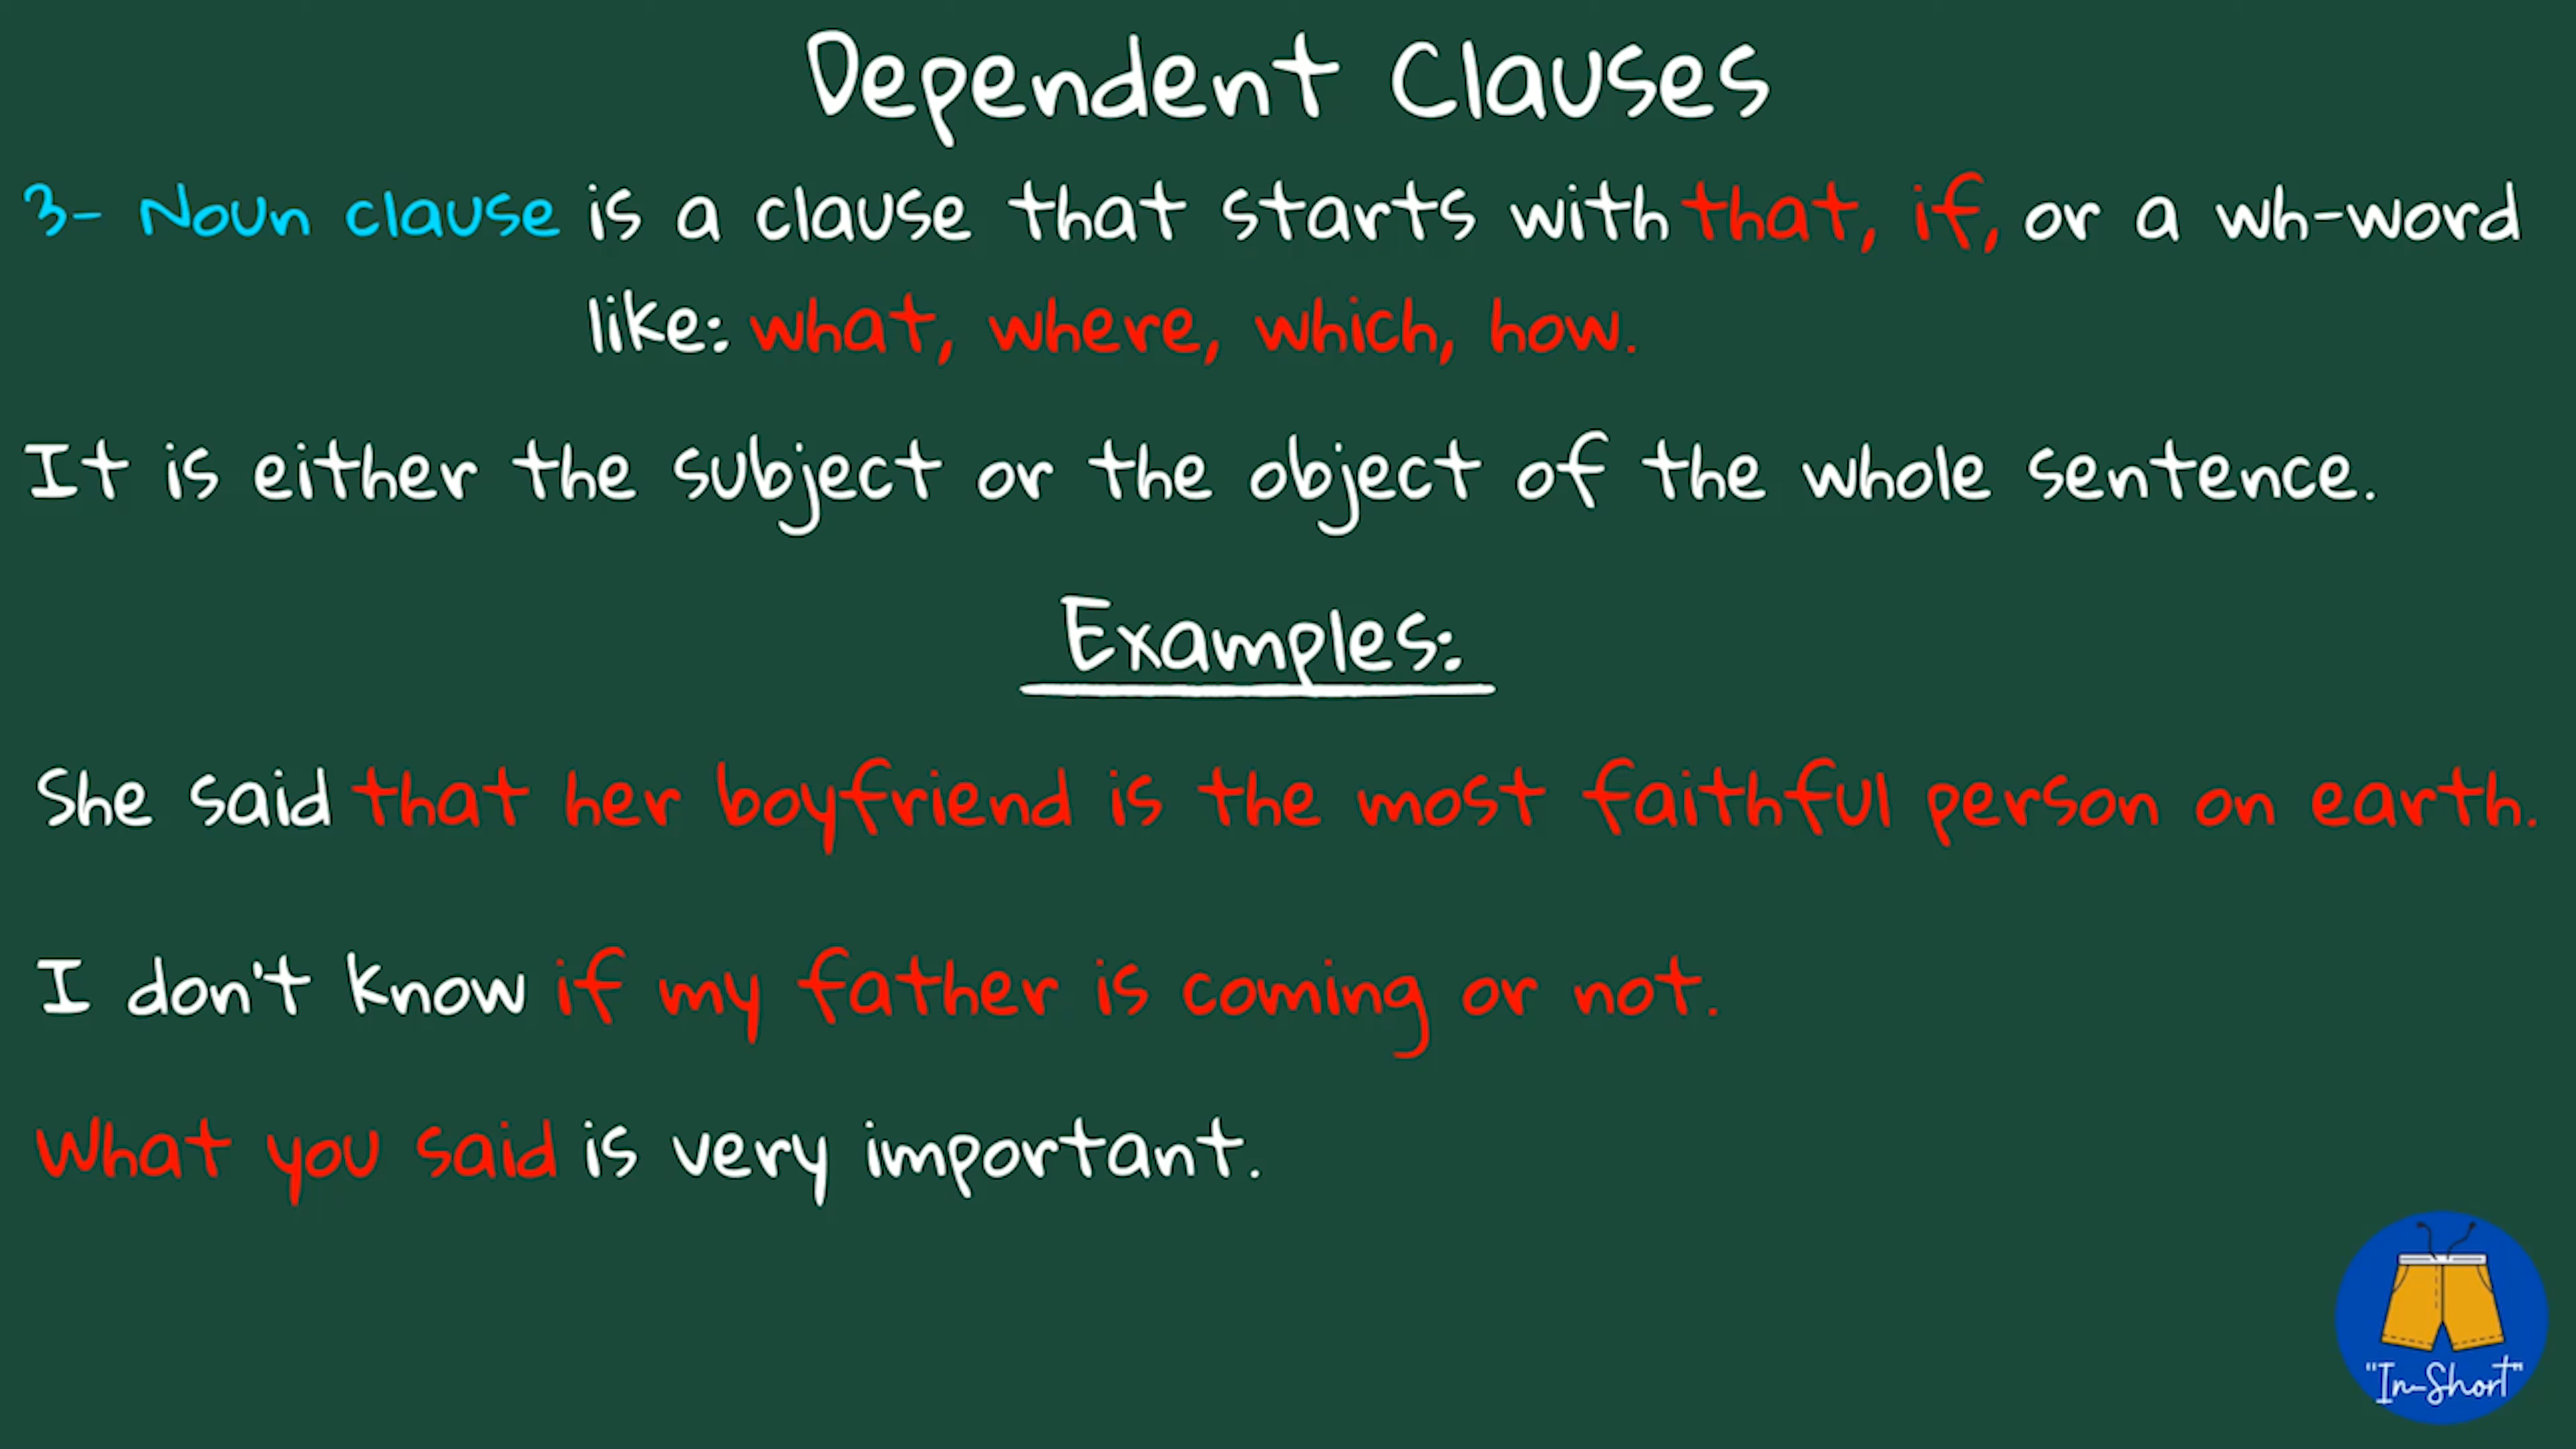 Dependent Clauses
3- Noun clause is a clause that starts with that, if, or a wh-word
like: what, where, which, how.
It is either the subject or the object of the whole sentence.
Examples:
She said that her boyfriend is the most faithful person on earth.
I don't know if my father is coming or not.
What you said is very important.
"In-Short"